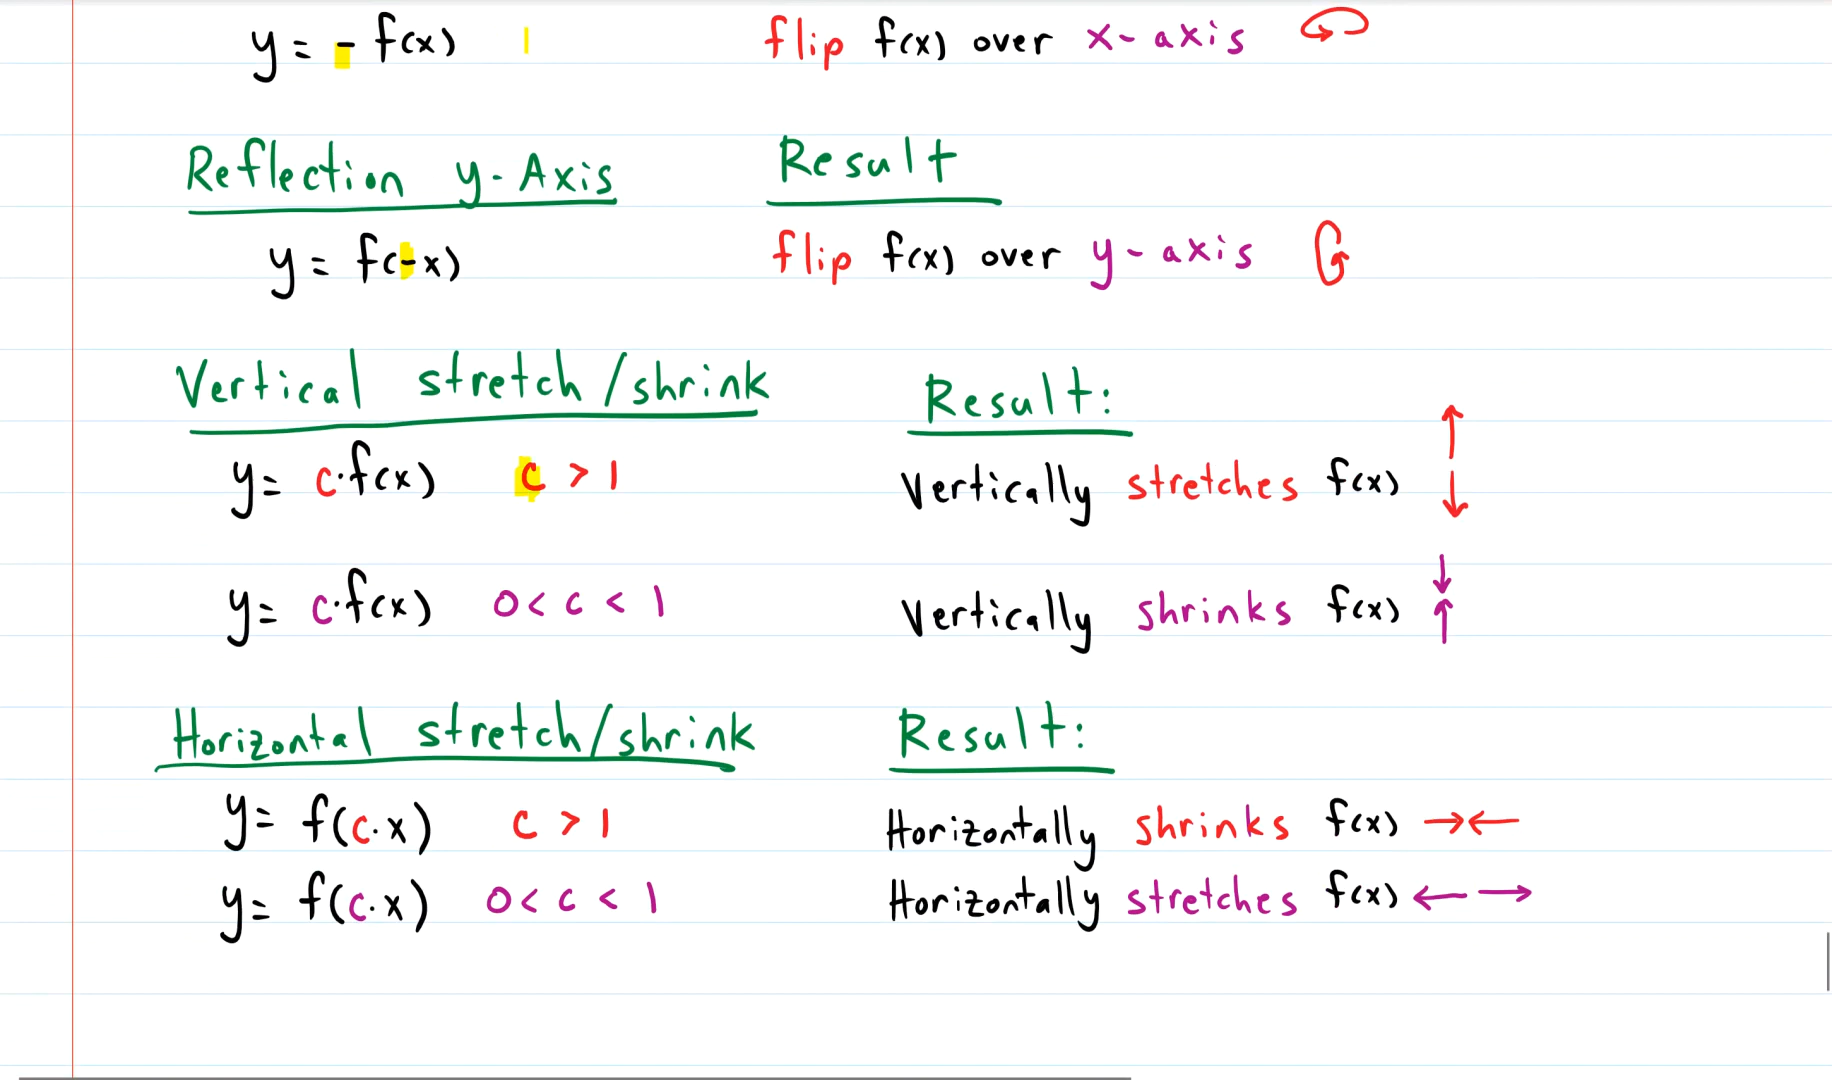 y = - f(x) flip f(x) over x-axis
Reflection y-Axis Result
y = f(-x) flip f(x) over y-axis
Vertical stretch/shrink Result:
y = c·f(x) c > 1 Vertically stretches f(x)
y = c·f(x) 0 < c < 1 Vertically shrinks f(x)
Horizontal stretch/shrink Result:
y = f(c·x) c > 1 Horizontally shrinks f(x) →←
y = f(c·x) 0 < c < 1 Horizontally stretches f(x) ←→